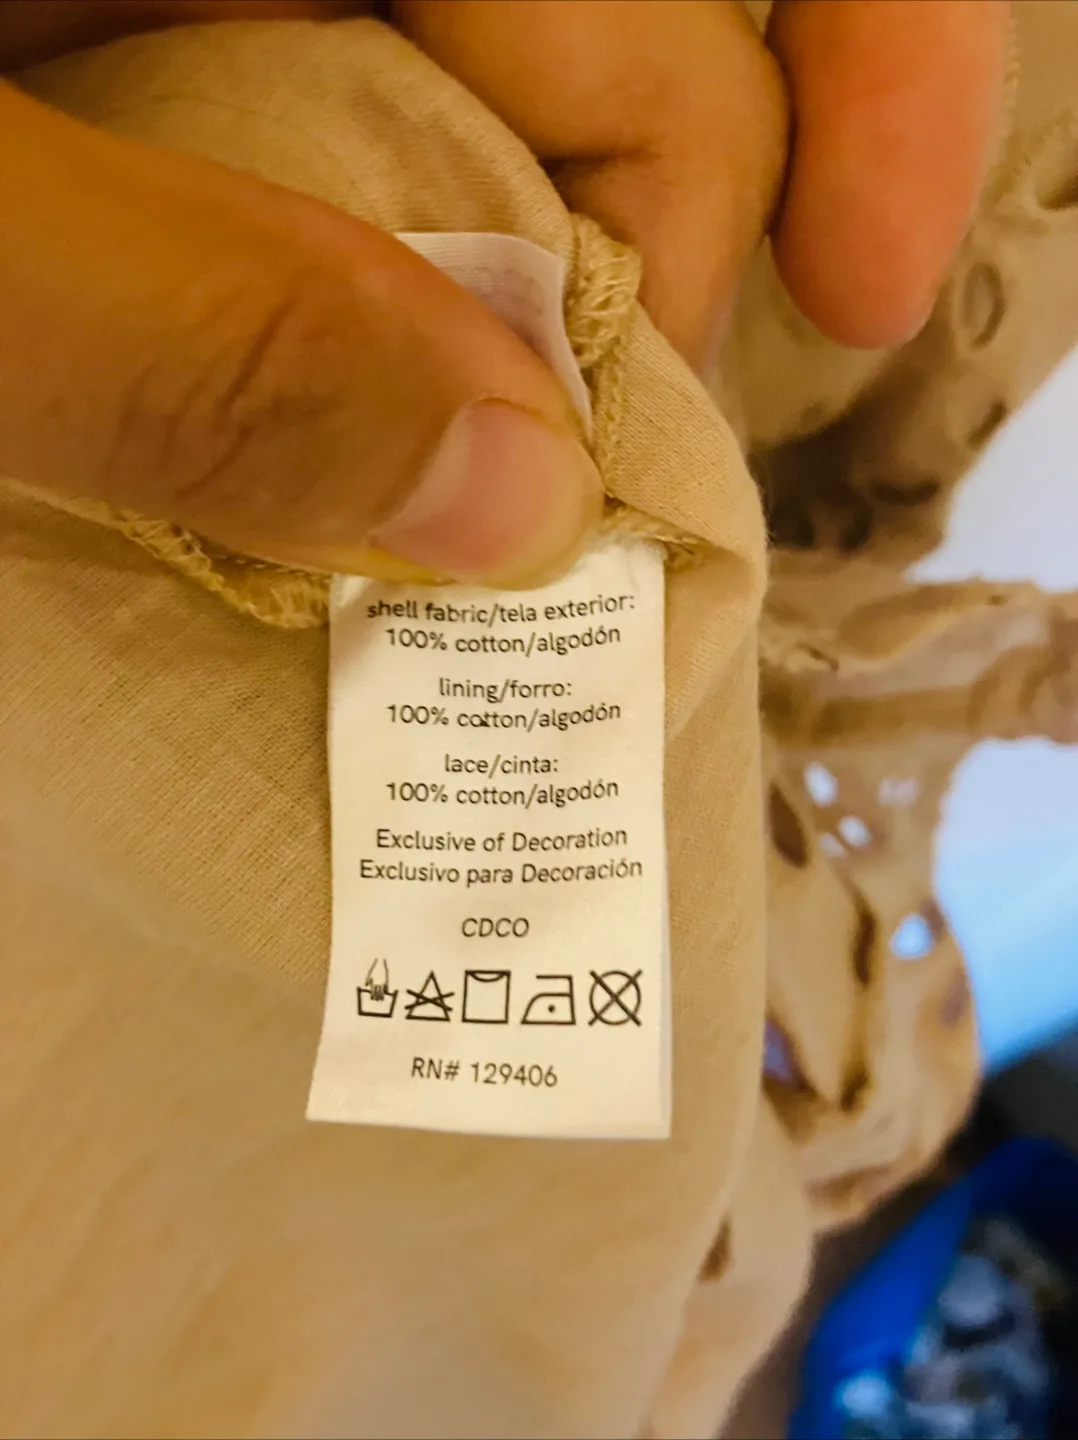 shell fabric/tela exterior:
100% cotton/algodón
lining/forro:
100% cotton/algodón
lace/cinta:
100% cotton/algodón
Exclusive of Decoration
Exclusivo para Decoración
CDCO
RN# 129406